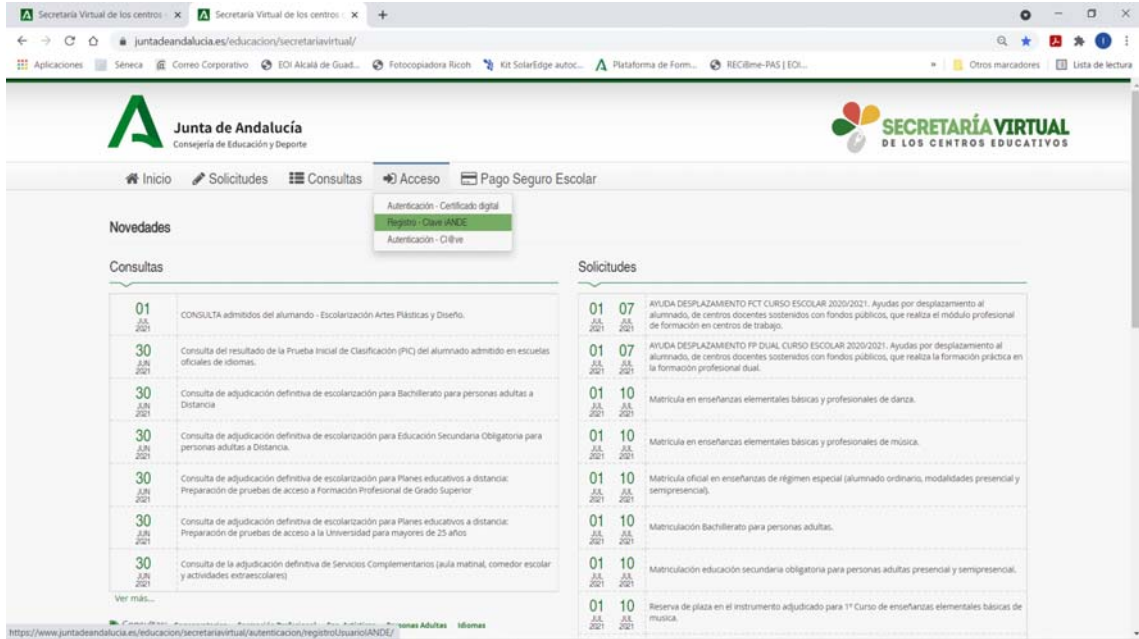 Secretaría Virtual de los centros
Secretaría Virtual de los centros
juntadeandalucia.es/educacion/secretariavirtual/
Aplicaciones Séneca Correo Corporativo EOI Alcalá de Guad... Fotocopiadora Ricoh Kit SolarEdge autoc... Plataforma de Form... RECIBme-PAS | EOI... » Otros marcadores Lista de lectura
Junta de Andalucía
Consejería de Educación y Deporte
SECRETARÍA VIRTUAL
DE LOS CENTROS EDUCATIVOS
Inicio Solicitudes Consultas Acceso Pago Seguro Escolar
Autenticación - Certificado digital
Registro - Clave iANDE
Autenticación - Cl@ve
Novedades
Consultas
01 JUL 2021
CONSULTA admitidos del alumando - Escolarización Artes Plásticas y Diseño.
30 JUN 2021
Consulta del resultado de la Prueba Inicial de Clasificación (PIC) del alumnado admitido en escuelas
oficiales de idiomas.
30 JUN 2021
Consulta de adjudicación definitiva de escolarización para Bachillerato para personas adultas a
Distancia
30 JUN 2021
Consulta de adjudicación definitiva de escolarización para Educación Secundaria Obligatoria para
personas adultas a Distancia.
30 JUN 2021
Consulta de adjudicación definitiva de escolarización para Planes educativos a distancia:
Preparación de pruebas de acceso a Formación Profesional de Grado Superior
30 JUN 2021
Consulta de adjudicación definitiva de escolarización para Planes educativos a distancia:
Preparación de pruebas de acceso a la Universidad para mayores de 25 años
30 JUN 2021
Consulta de la adjudicación definitiva de Servicios Complementarios (aula matinal, comedor escolar
y actividades extraescolares)
Ver más...
Solicitudes
01 JUL 2021 07 JUL 2021
AYUDA DESPLAZAMIENTO FCT CURSO ESCOLAR 2020/2021. Ayudas por desplazamiento al
alumnado, de centros docentes sostenidos con fondos públicos, que realiza el módulo profesional
de formación en centros de trabajo.
01 JUL 2021 07 JUL 2021
AYUDA DESPLAZAMIENTO FP DUAL CURSO ESCOLAR 2020/2021. Ayudas por desplazamiento al
alumnado, de centros docentes sostenidos con fondos públicos, que realiza la formación práctica en
la formación profesional dual.
01 JUL 2021 10 JUL 2021
Matrícula en enseñanzas elementales básicas y profesionales de danza.
01 JUL 2021 10 JUL 2021
Matrícula en enseñanzas elementales básicas y profesionales de música.
01 JUL 2021 10 JUL 2021
Matrícula oficial en enseñanzas de régimen especial (alumnado ordinario, modalidades presencial y
sempresencial).
01 JUL 2021 10 JUL 2021
Matriculación Bachillerato para personas adultas.
01 JUL 2021 10 JUL 2021
Matriculación educación secundaria obligatoria para personas adultas presencial y semipresencial.
01 JUL 2021 10 JUL 2021
Reserva de plaza en el instrumento adjudicado para 1º Curso de enseñanzas elementales básicas de
musica.
Personas Adultas Idiomas
https://www.juntadeandalucia.es/educacion/secretariavirtual/autenticacion/registroUsuarioIANDE/